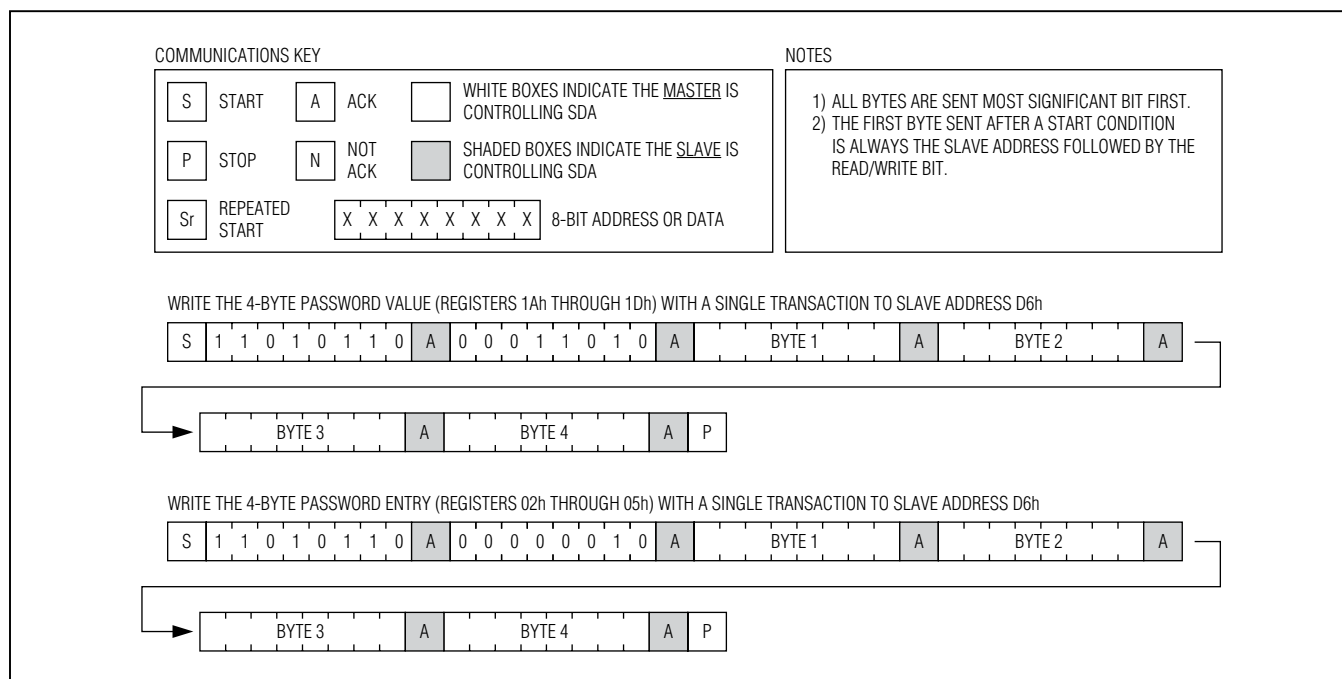 COMMUNICATIONS KEY
S START A ACK WHITE BOXES INDICATE THE MASTER IS
CONTROLLING SDA
P STOP N NOT
ACK SHADED BOXES INDICATE THE SLAVE IS
CONTROLLING SDA
Sr REPEATED
START X X X X X X X X 8-BIT ADDRESS OR DATA
NOTES
1) ALL BYTES ARE SENT MOST SIGNIFICANT BIT FIRST.
2) THE FIRST BYTE SENT AFTER A START CONDITION
IS ALWAYS THE SLAVE ADDRESS FOLLOWED BY THE
READ/WRITE BIT.
WRITE THE 4-BYTE PASSWORD VALUE (REGISTERS 1Ah THROUGH 1Dh) WITH A SINGLE TRANSACTION TO SLAVE ADDRESS D6h
S 1 1 0 1 0 1 1 0 A 0 0 0 1 1 0 1 0 A BYTE 1 A BYTE 2 A
BYTE 3 A BYTE 4 A P
WRITE THE 4-BYTE PASSWORD ENTRY (REGISTERS 02h THROUGH 05h) WITH A SINGLE TRANSACTION TO SLAVE ADDRESS D6h
S 1 1 0 1 0 1 1 0 A 0 0 0 0 0 0 1 0 A BYTE 1 A BYTE 2 A
BYTE 3 A BYTE 4 A P